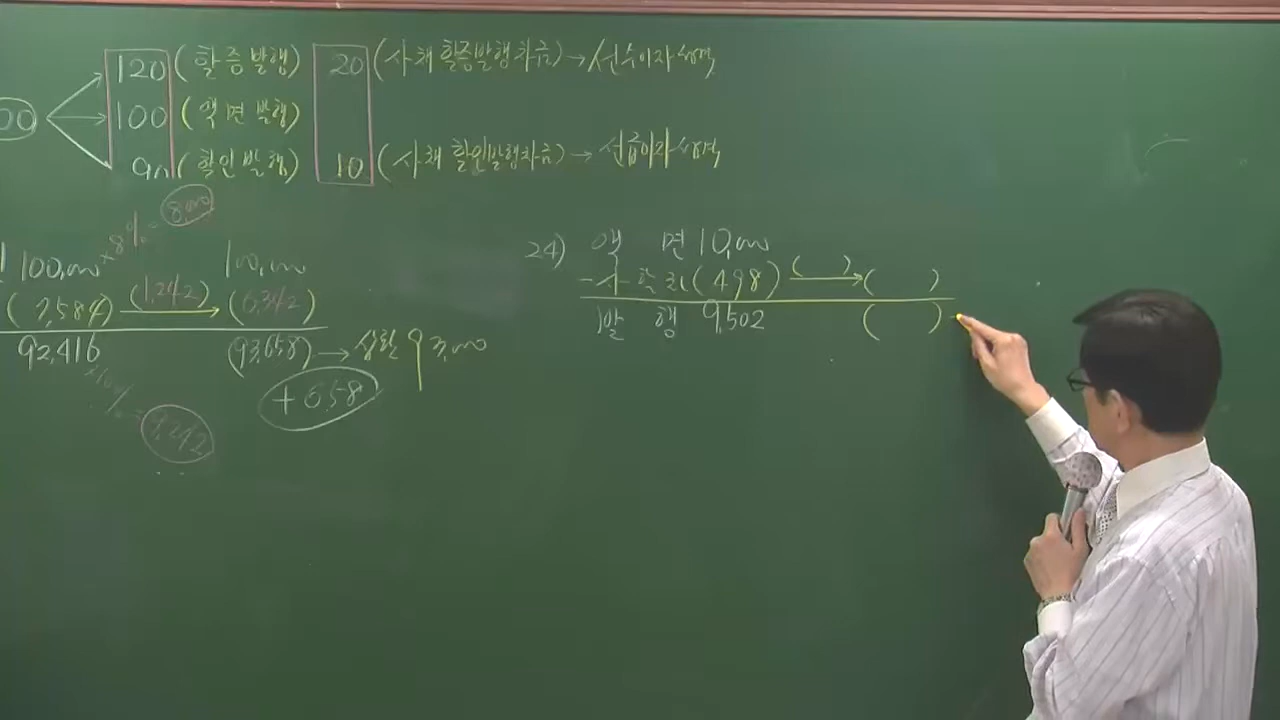 120 (할증발행) 20 (사채할증발행차금) → 선수이자성격
00 100 (액면발행)
90 (할인발행) 10 (사채할인발행차금) → 선급이자성격
100,000 × 8% = 8,000 100,000
(7,584) (1,242) → (6,342)
92,416 (93,658) → 상환 93,000
× 10% = 9,242 + 658
24) 액 면 10,000
- 사 할 차 (498) ( ) → ( )
발 행 9,502 ( )